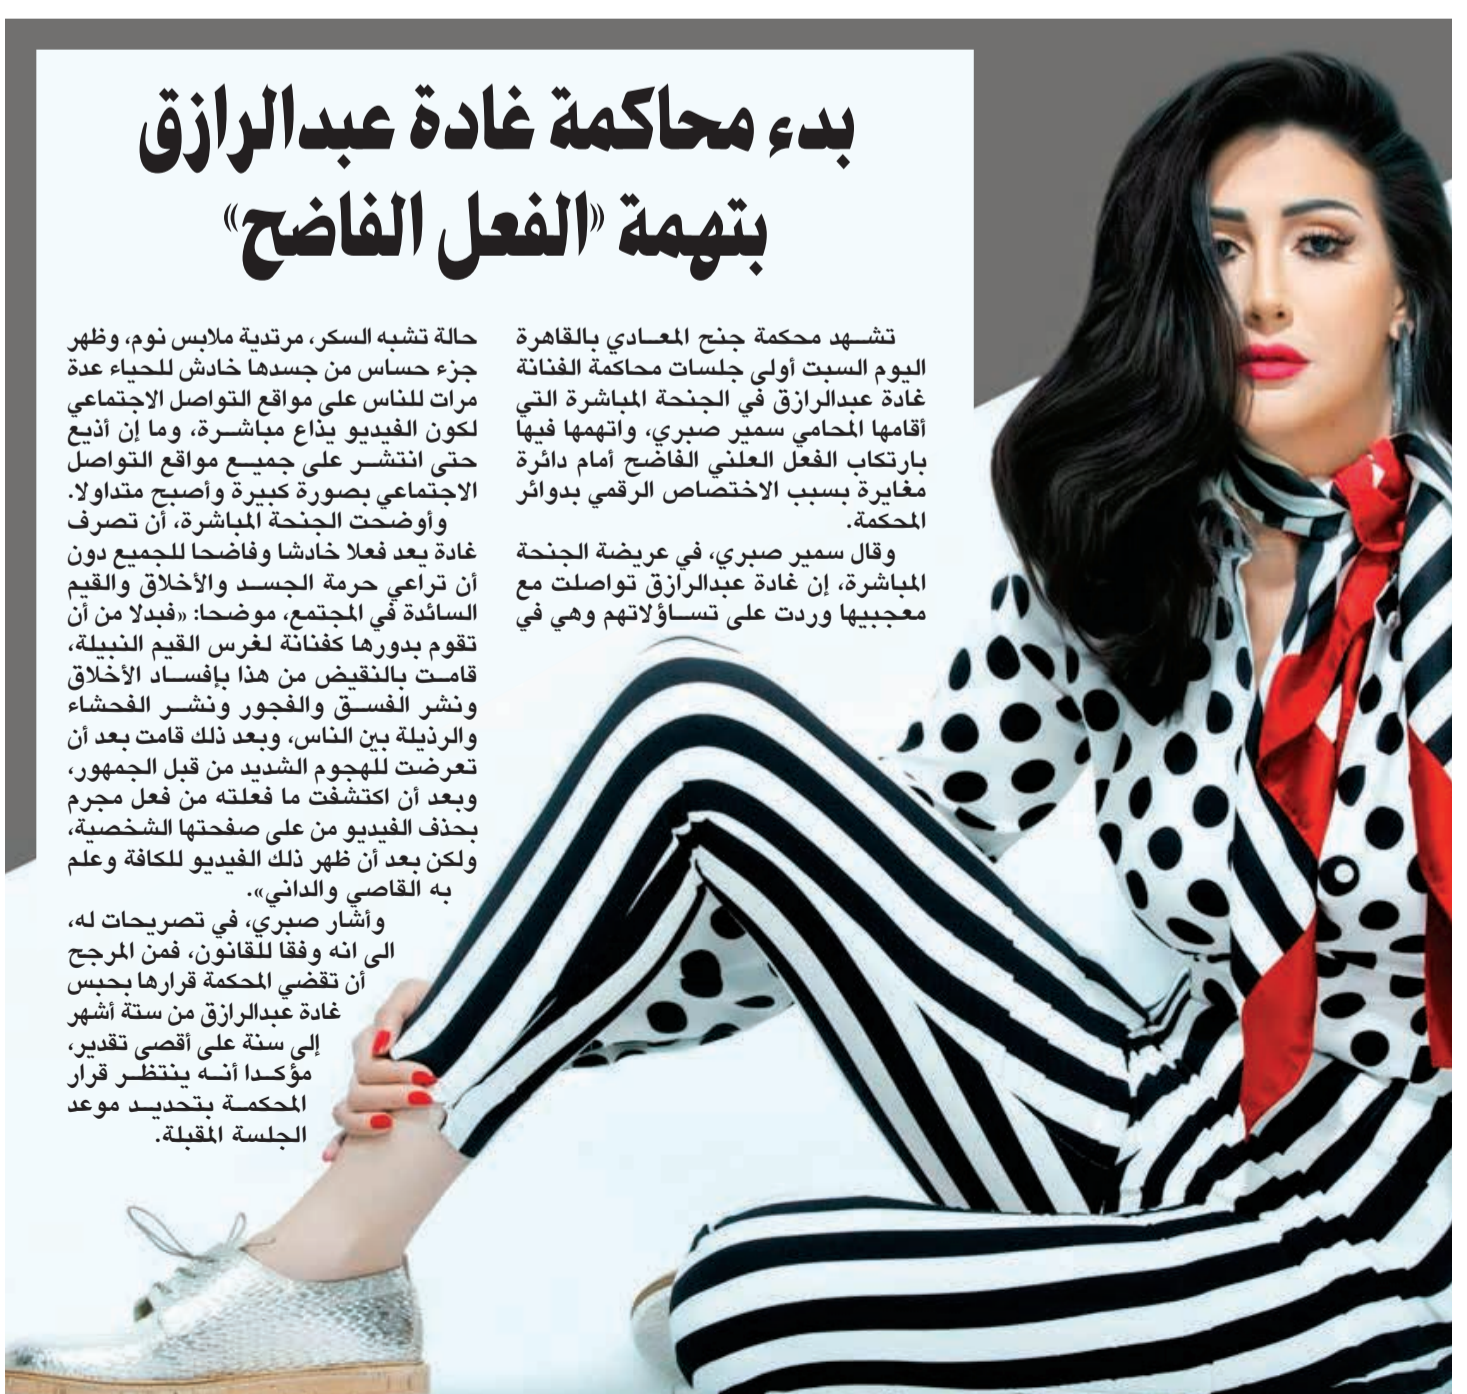 بدء محاكمة غادة عبدالرازق
بتهمة «الفعل الفاضح»
تشهد محكمة جنح المعادي بالقاهرة
اليوم السبت أولى جلسات محاكمة الفنانة
غادة عبدالرازق في الجنحة المباشرة التي
أقامها المحامي سمير صبري، واتهمها فيها
بارتكاب الفعل العلني الفاضح أمام دائرة
مغايرة بسبب الاختصاص الرقمي بدوائر
المحكمة.
وقال سمير صبري، في عريضة الجنحة
المباشرة، إن غادة عبدالرازق تواصلت مع
معجبيها وردت على تساؤلاتهم وهي في
حالة تشبه السكر، مرتدية ملابس نوم، وظهر
جزء حساس من جسدها خادش للحياء عدة
مرات للناس على مواقع التواصل الاجتماعي
لكون الفيديو يذاع مباشرة، وما إن أذيع
حتى انتشر على جميع مواقع التواصل
الاجتماعي بصورة كبيرة وأصبح متداولا.
وأوضحت الجنحة المباشرة، أن تصرف
غادة يعد فعلا خادشا وفاضحا للجميع دون
أن تراعي حرمة الجسد والأخلاق والقيم
السائدة في المجتمع، موضحا: «فبدلا من أن
تقوم بدورها كفنانة لغرس القيم النبيلة،
قامت بالنقيض من هذا بإفساد الأخلاق
ونشر الفسق والفجور ونشر الفحشاء
والرذيلة بين الناس، وبعد ذلك قامت بعد أن
تعرضت للهجوم الشديد من قبل الجمهور،
وبعد أن اكتشفت ما فعلته من فعل مجرم
بحذف الفيديو من على صفحتها الشخصية،
ولكن بعد أن ظهر ذلك الفيديو للكافة وعلم
به القاصي والداني».
وأشار صبري، في تصريحات له،
الى انه وفقا للقانون، فمن المرجح
أن تقضي المحكمة قرارها بحبس
غادة عبدالرازق من ستة أشهر
إلى سنة على أقصى تقدير،
مؤكدا أنه ينتظر قرار
المحكمة بتحديد موعد
الجلسة المقبلة.